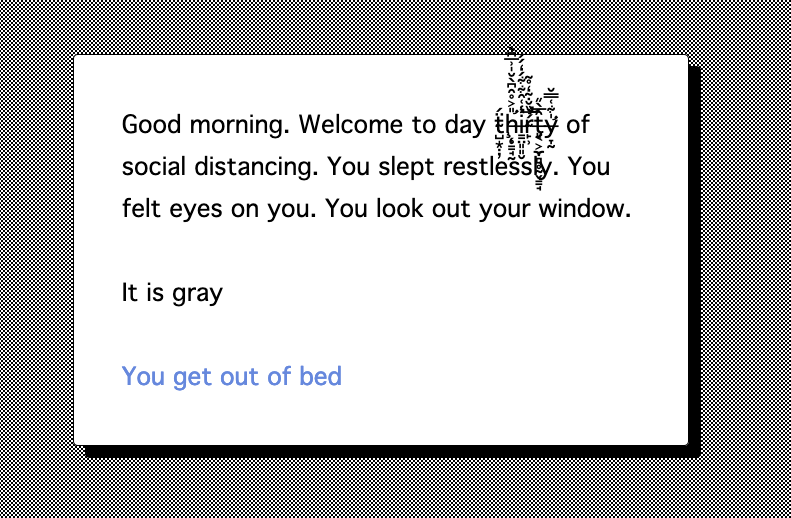 Good morning. Welcome to day thirty of
social distancing. You slept restlessly. You
felt eyes on you. You look out your window.
It is gray
You get out of bed